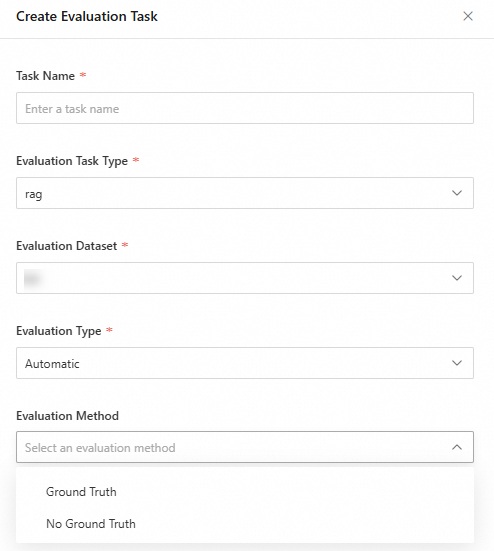 Create Evaluation Task
Task Name *
Enter a task name
Evaluation Task Type *
rag
Evaluation Dataset *
Evaluation Type *
Automatic
Evaluation Method
Select an evaluation method
Ground Truth
No Ground Truth